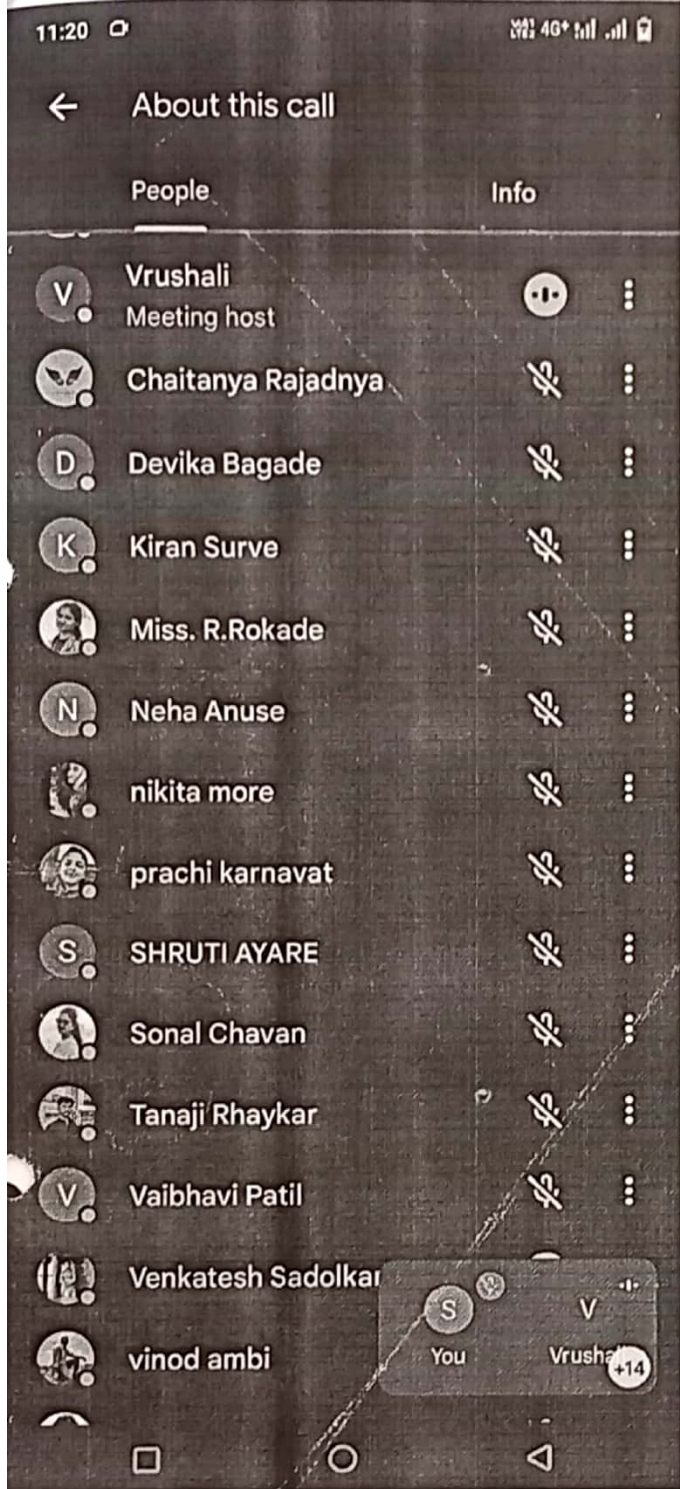 11:20
4G+
About this call
People
Info
V
Vrushali
Meeting host
Chaitanya Rajadnya
D
Devika Bagade
K
Kiran Surve
Miss. R.Rokade
N
Neha Anuse
nikita more
prachi karnavat
S
SHRUTI AYARE
Sonal Chavan
Tanaji Rhaykar
V
Vaibhavi Patil
Venkatesh Sadolkar
vinod ambi
S
V
You
Vrusha
+14